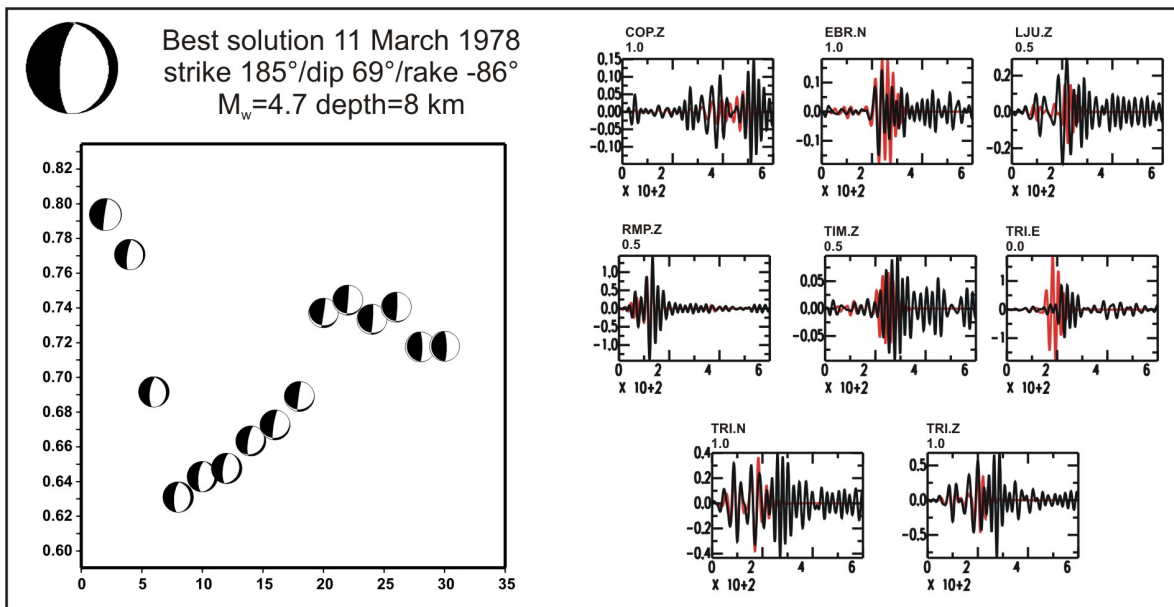 Best solution 11 March 1978
strike 185°/dip 69°/rake -86°
Mw=4.7 depth=8 km
0.82
0.80
0.78
0.76
0.74
0.72
0.70
0.68
0.66
0.64
0.62
0.60
0 5 10 15 20 25 30 35
COP.Z
1.0
0.15
0.10
0.05
0.00
-0.05
-0.10
0 2 4 6
X 10+2
EBR.N
1.0
0.1
0.0
-0.1
0 2 4 6
X 10+2
LJU.Z
0.5
0.2
0.0
-0.2
0 2 4 6
X 10+2
RMP.Z
0.5
1.0
0.5
0.0
-0.5
-1.0
0 2 4 6
X 10+2
TIM.Z
0.5
0.05
0.00
-0.05
0 2 4 6
X 10+2
TRI.E
0.0
1
0
-1
0 2 4 6
X 10+2
TRI.N
1.0
0.4
0.2
0.0
-0.2
-0.4
0 2 4 6
X 10+2
TRI.Z
1.0
0.5
0.0
-0.5
0 2 4 6
X 10+2